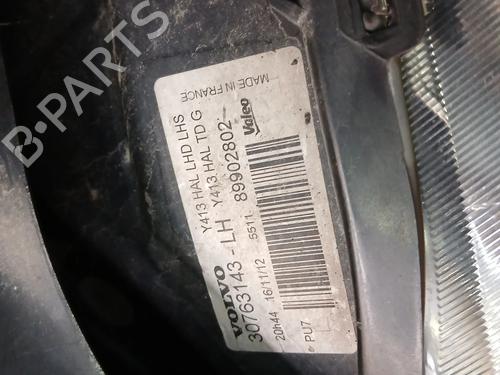 VOLVO
30763143 - LH
20h44 16/11/12 5511
PU7
Y413 HAL LHD LHS
Y413 HAL TD G
89902802
MADE IN FRANCE
Valeo
B-PARTS